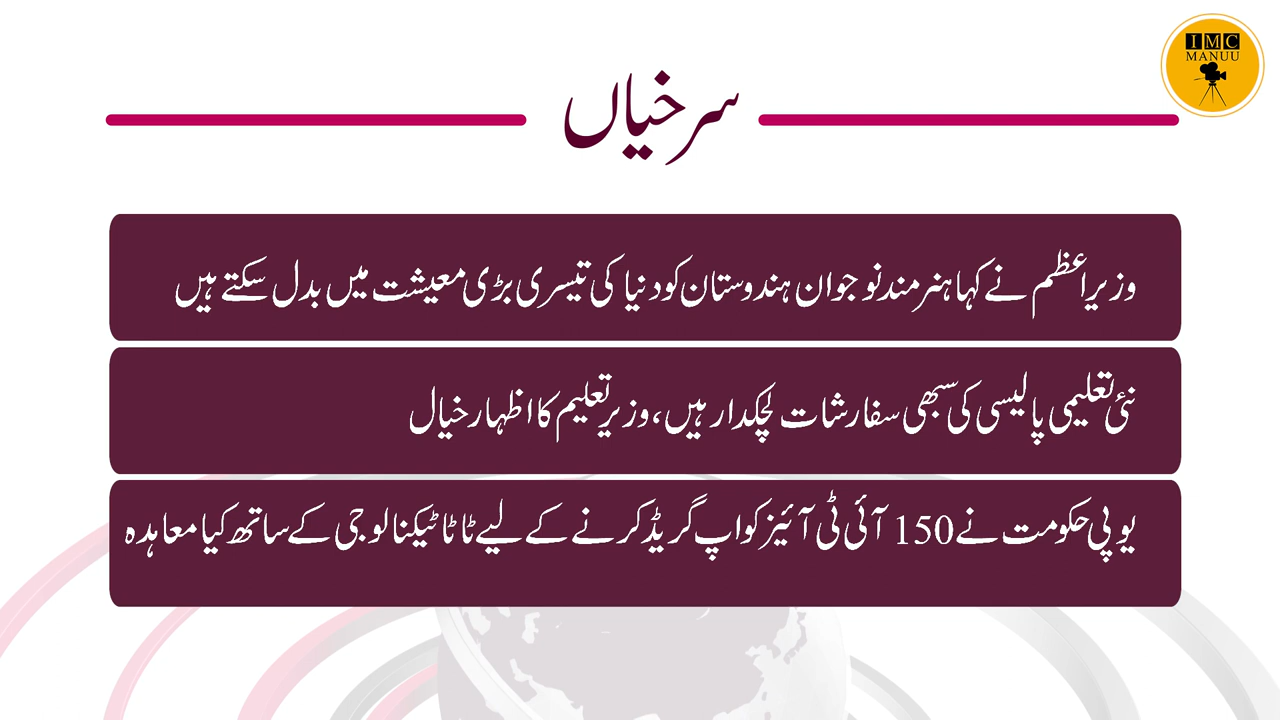 IMC
MANUU
سرخیاں
وزیراعظم نے کہا ہنرمند نوجوان ہندوستان کو دنیا کی تیسری بڑی معیشت میں بدل سکتے ہیں
نئی تعلیمی پالیسی کی سبھی سفارشات لچکدار ہیں، وزیرتعلیم کا اظہار خیال
یوپی حکومت نے 150 آئی ٹی آئیز کو اپ گریڈ کرنے کے لیے ٹاٹا ٹیکنالوجی کے ساتھ کیا معاہدہ